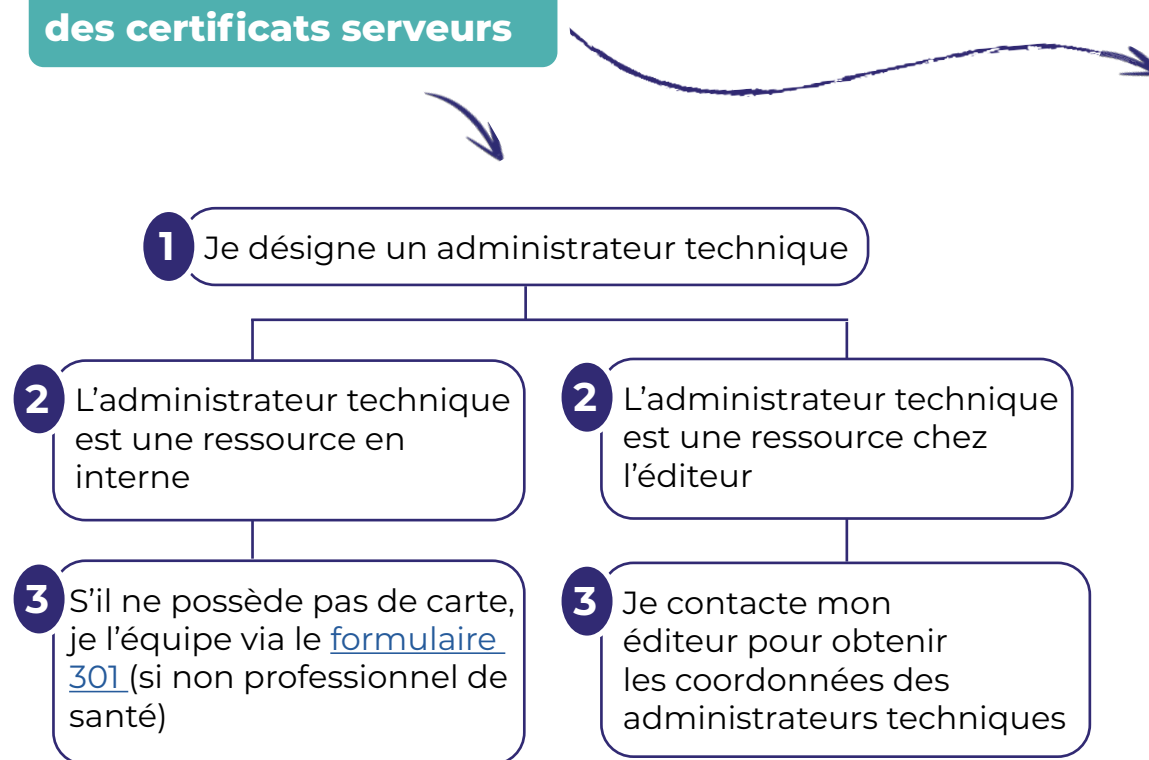 des certificats serveurs
1 Je désigne un administrateur technique
2 L’administrateur technique
est une ressource en
interne
2 L’administrateur technique
est une ressource chez
l’éditeur
3 S’il ne possède pas de carte,
je l’équipe via le formulaire
301 (si non professionnel de
santé)
3 Je contacte mon
éditeur pour obtenir
les coordonnées des
administrateurs techniques